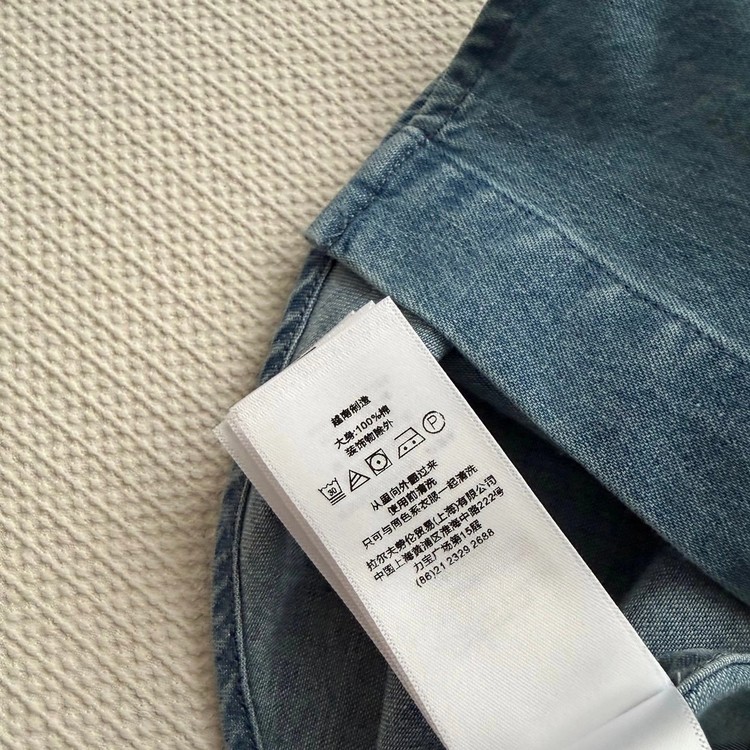 越南制造
大身:100%棉
装饰物除外
30 P
从里向外翻过来
使用前清洗
只可与同色系衣服一起清洗
拉尔夫劳伦贸易(上海)有限公司
中国上海黄浦区淮海中路222号
力宝广场第15层
(86)21 2329 2688